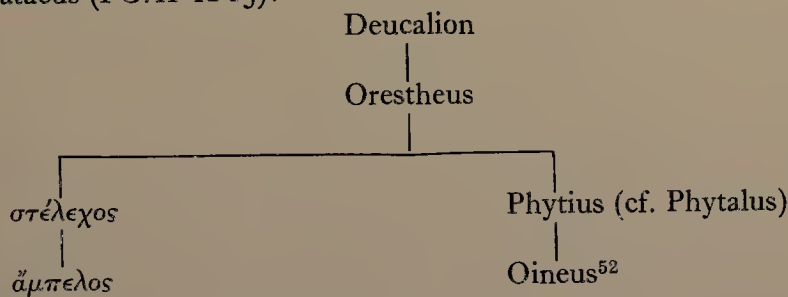 Deucalion
Orestheus
στέλεχος Phytius (cf. Phytalus)
ἄμπελος Oineus⁵²